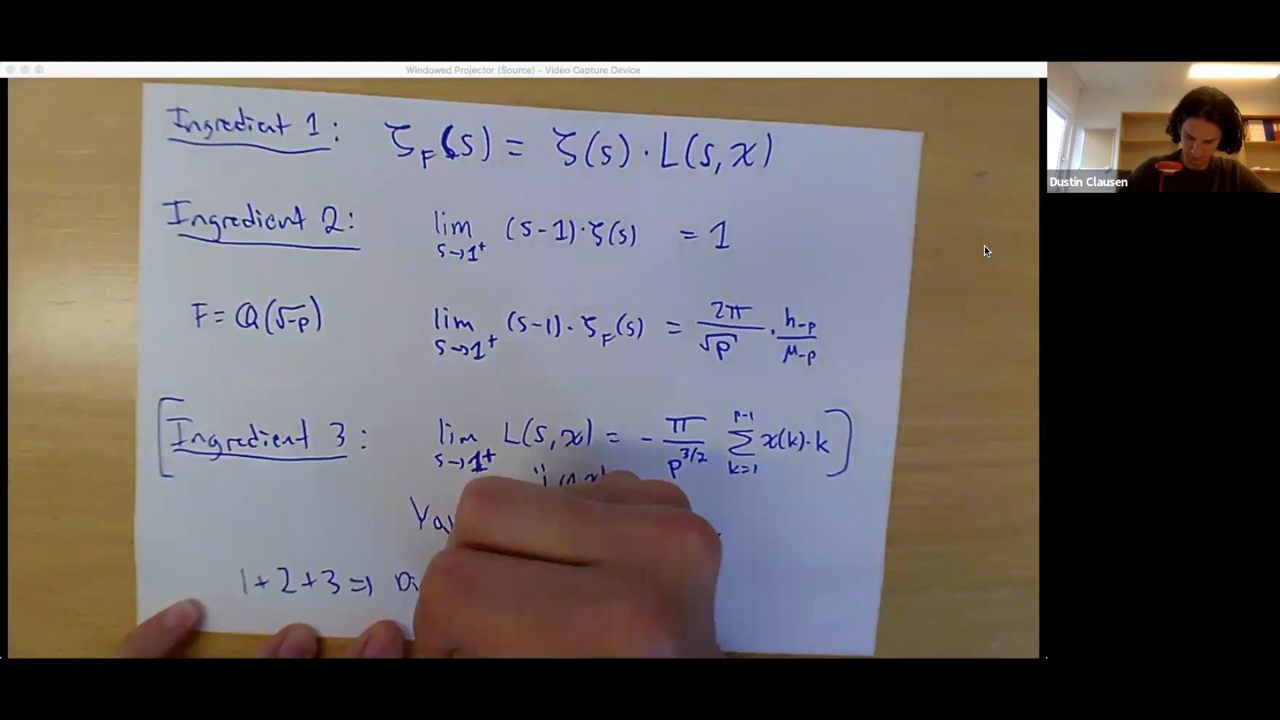 Windowed Projector (Source) - Video Capture Device
Ingredient 1: ζ_F(s) = ζ(s) · L(s, χ)
Ingredient 2: lim_{s→1⁺} (s-1)·ζ(s) = 1
F = Q(√-p) lim_{s→1⁺} (s-1)·ζ_F(s) = 2π/√p · h_{-p}/μ_{-p}
[Ingredient 3: lim_{s→1⁺} L(s, χ) = - π/p^{3/2} ∑_{k=1}^{p-1} χ(k)·k]
1+2+3 ⇒
Dustin Clausen